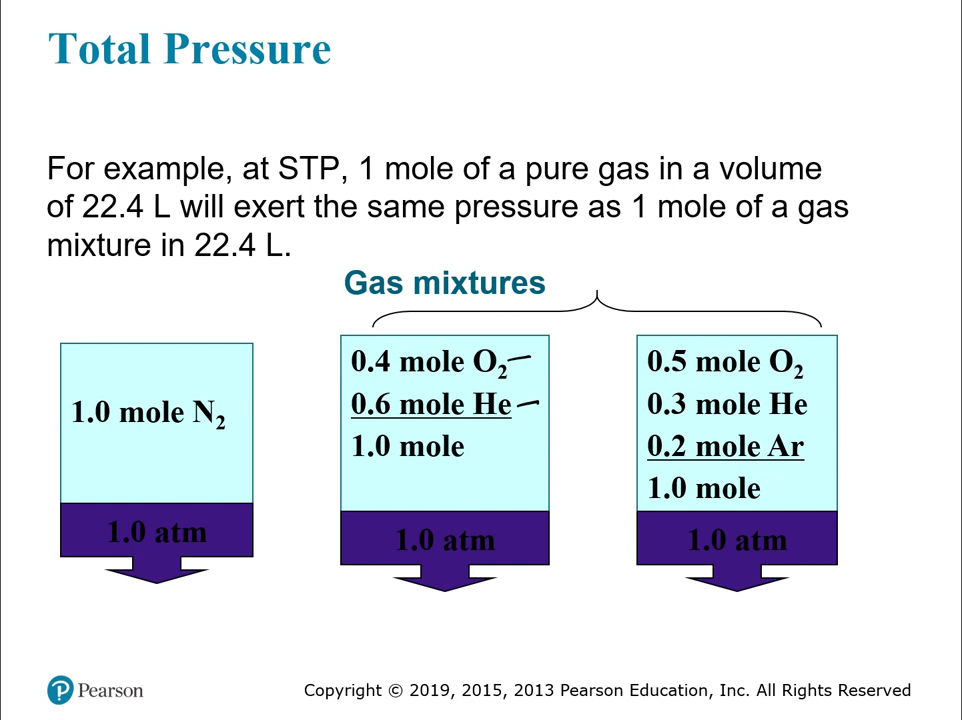 Total Pressure
For example, at STP, 1 mole of a pure gas in a volume
of 22.4 L will exert the same pressure as 1 mole of a gas
mixture in 22.4 L.
Gas mixtures
1.0 mole N₂
1.0 atm
0.4 mole O₂
0.6 mole He
1.0 mole
1.0 atm
0.5 mole O₂
0.3 mole He
0.2 mole Ar
1.0 mole
1.0 atm
P Pearson
Copyright © 2019, 2015, 2013 Pearson Education, Inc. All Rights Reserved